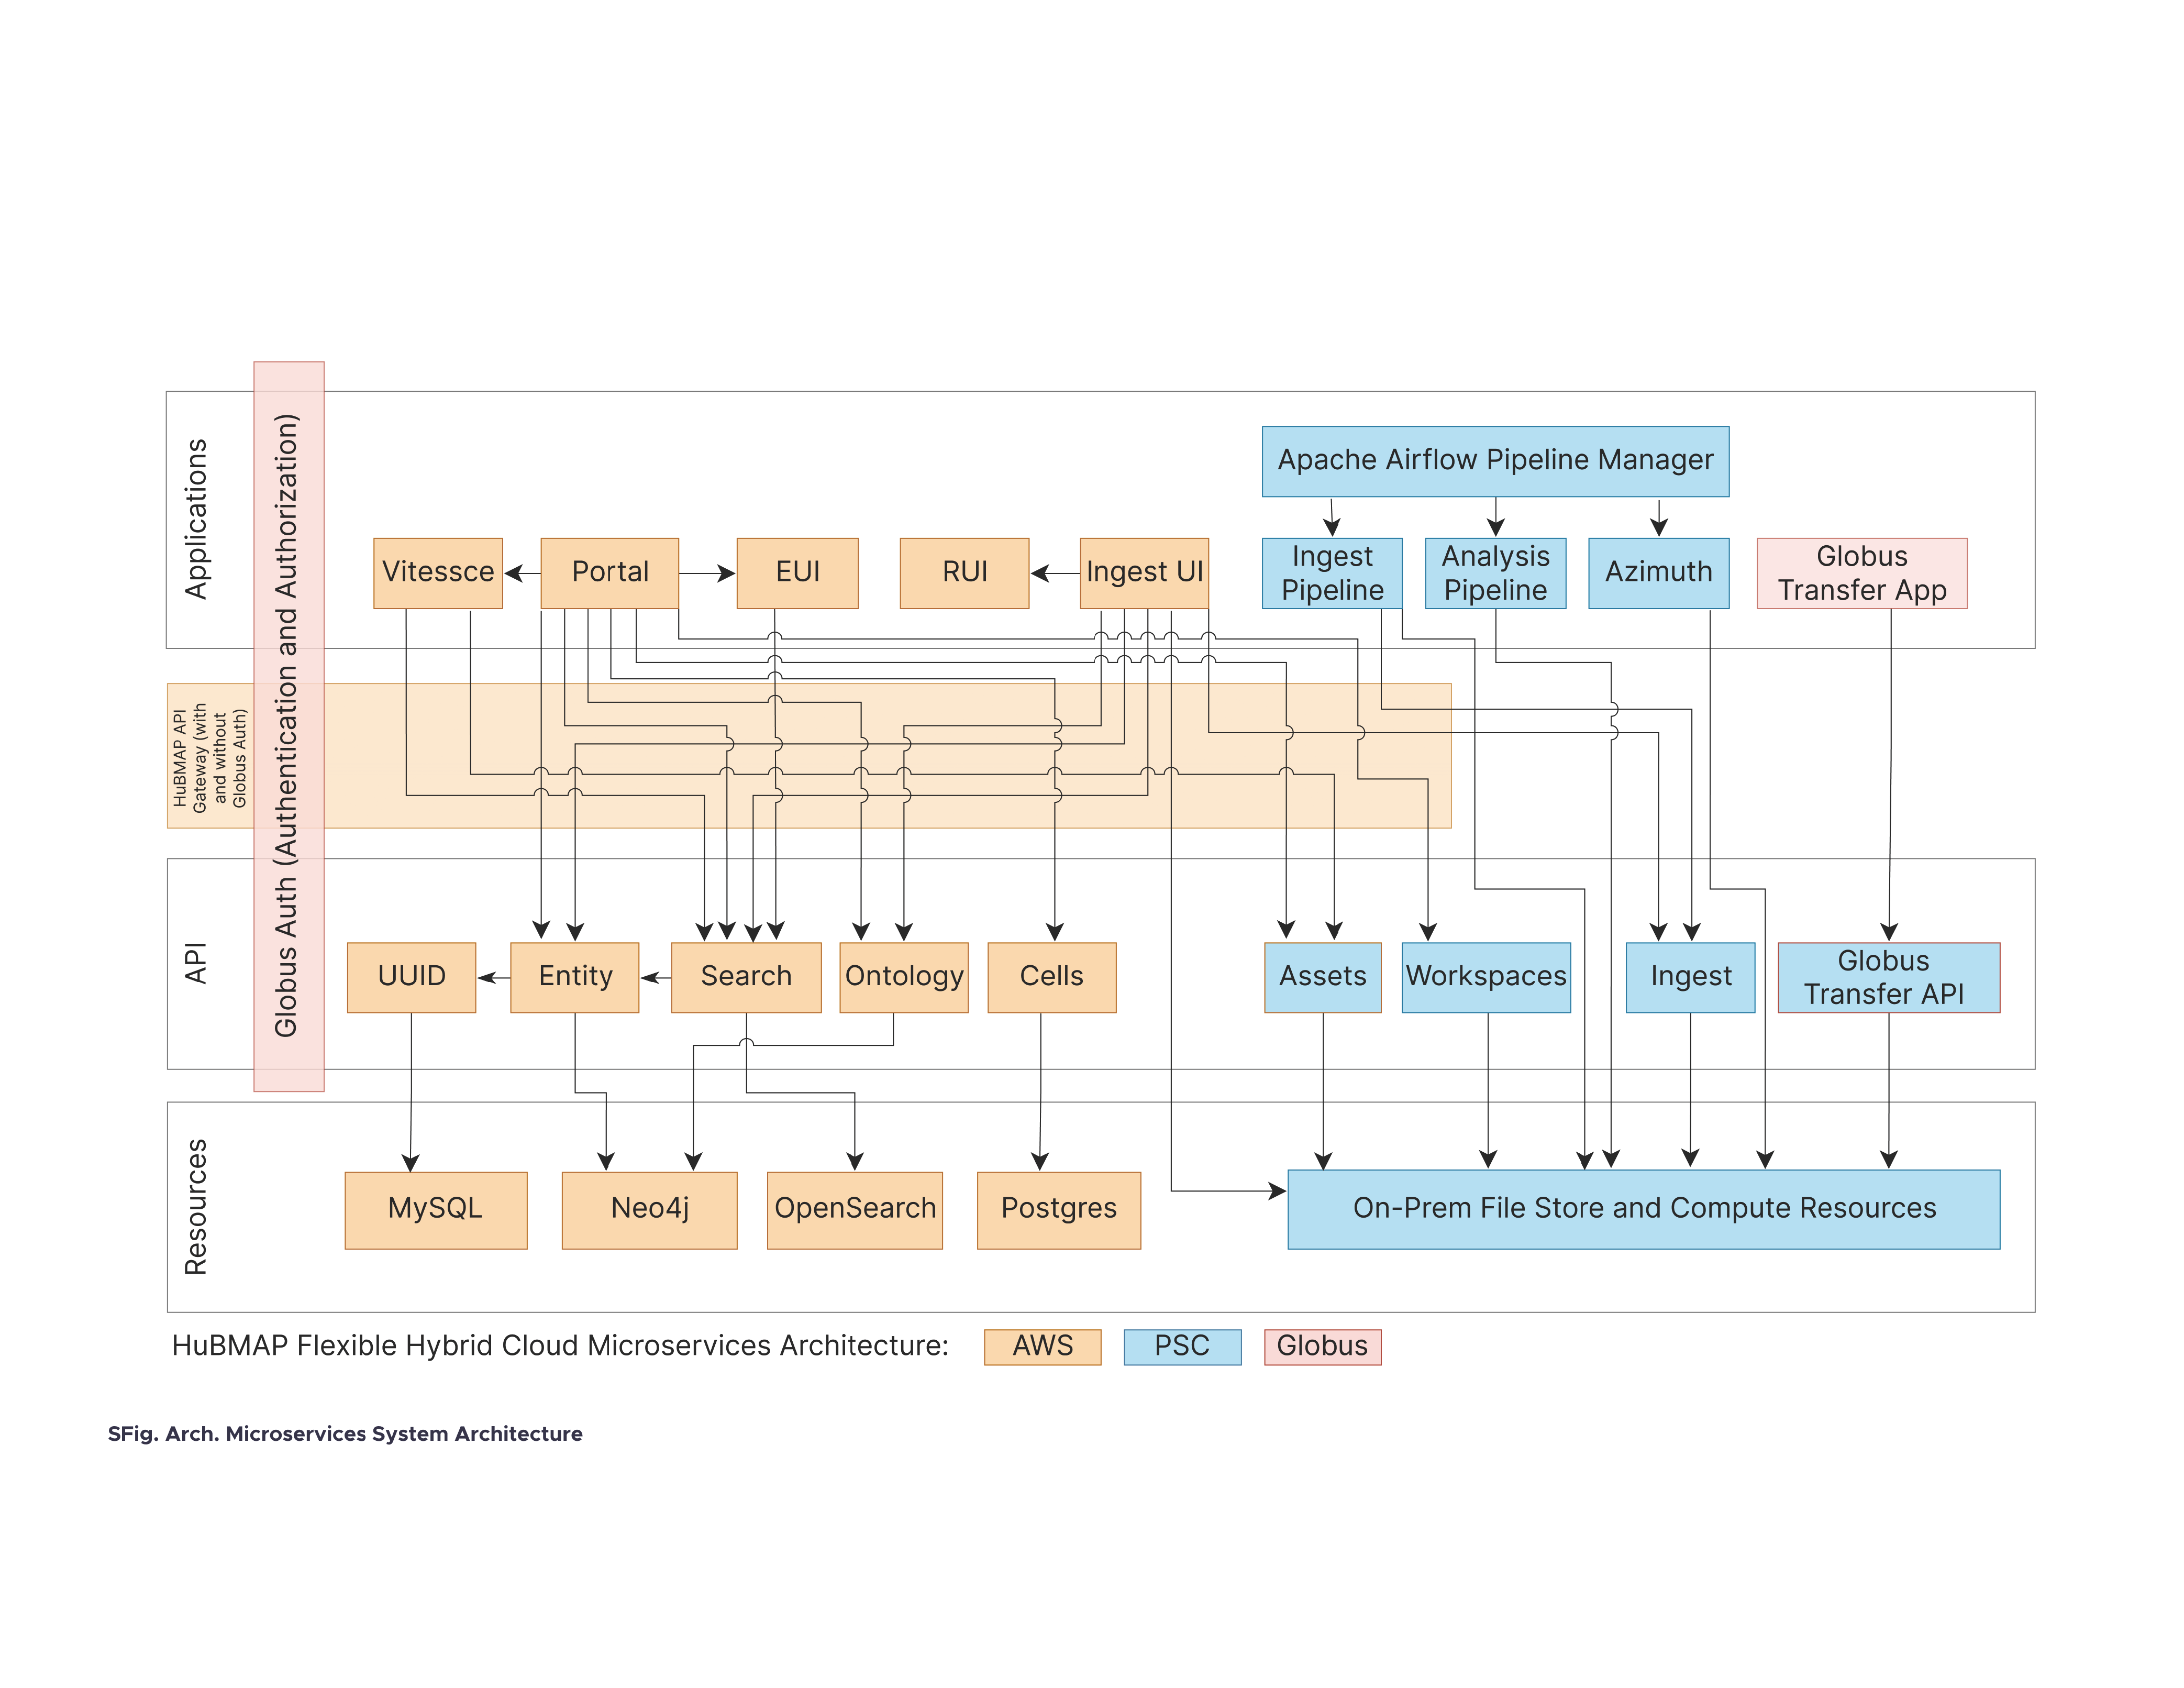 Applications
Globus Auth (Authentication and Authorization)
Apache Airflow Pipeline Manager
Vitessce
Portal
EUI
RUI
Ingest UI
Ingest
Pipeline
Analysis
Pipeline
Azimuth
Globus
Transfer App
HuBMAP API
Gateway (with
and without
Globus Auth)
API
UUID
Entity
Search
Ontology
Cells
Assets
Workspaces
Ingest
Globus
Transfer API
Resources
MySQL
Neo4j
OpenSearch
Postgres
On-Prem File Store and Compute Resources
HuBMAP Flexible Hybrid Cloud Microservices Architecture:
AWS
PSC
Globus
SFig. Arch. Microservices System Architecture